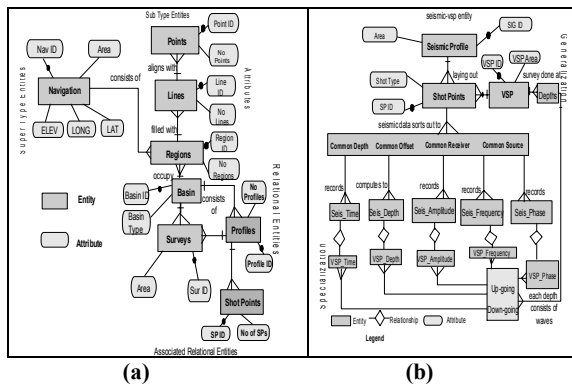 Sub Type Entites
Point ID
Points
No
Points
Nav ID
Area
aligns with
consists of
Line
ID
Attributes
Navigation
Lines
No
Lines
Super Type Entities
filled with
Region
ID
ELEV
LONG
LAT
Regions
No
Regions
occupy
Relational Entities
Entity
Basin ID
Basin
No
Profiles
consists
of
Attribute
Basin
Type
Surveys
Profiles
Profile ID
Area
Sur ID
Shot Points
SP ID
No of SPs
Associated Relational Entities
(a)
seismic-vsp entity
Area
SIG ID
Seismic Profile
Generalization
VSP ID
VSP Area
Shot Type
laying out
survey done at
Shot Points
VSP
Depths
SP ID
seismic data sorts out to
Common Depth
Common Offset
Common Receiver
Common Source
records
computes to
records
records
records
Seis_Time
Seis_Depth
Seis_Amplitude
Seis_Frequency
Seis_Phase
VSP_Time
VSP_Depth
VSP_Amplitude
VSP_Frequency
VSP_Phase
Specialization
Up-going
Down-going
each depth
consists of
waves
Entity
Relationship
Attribute
Legend
(b)